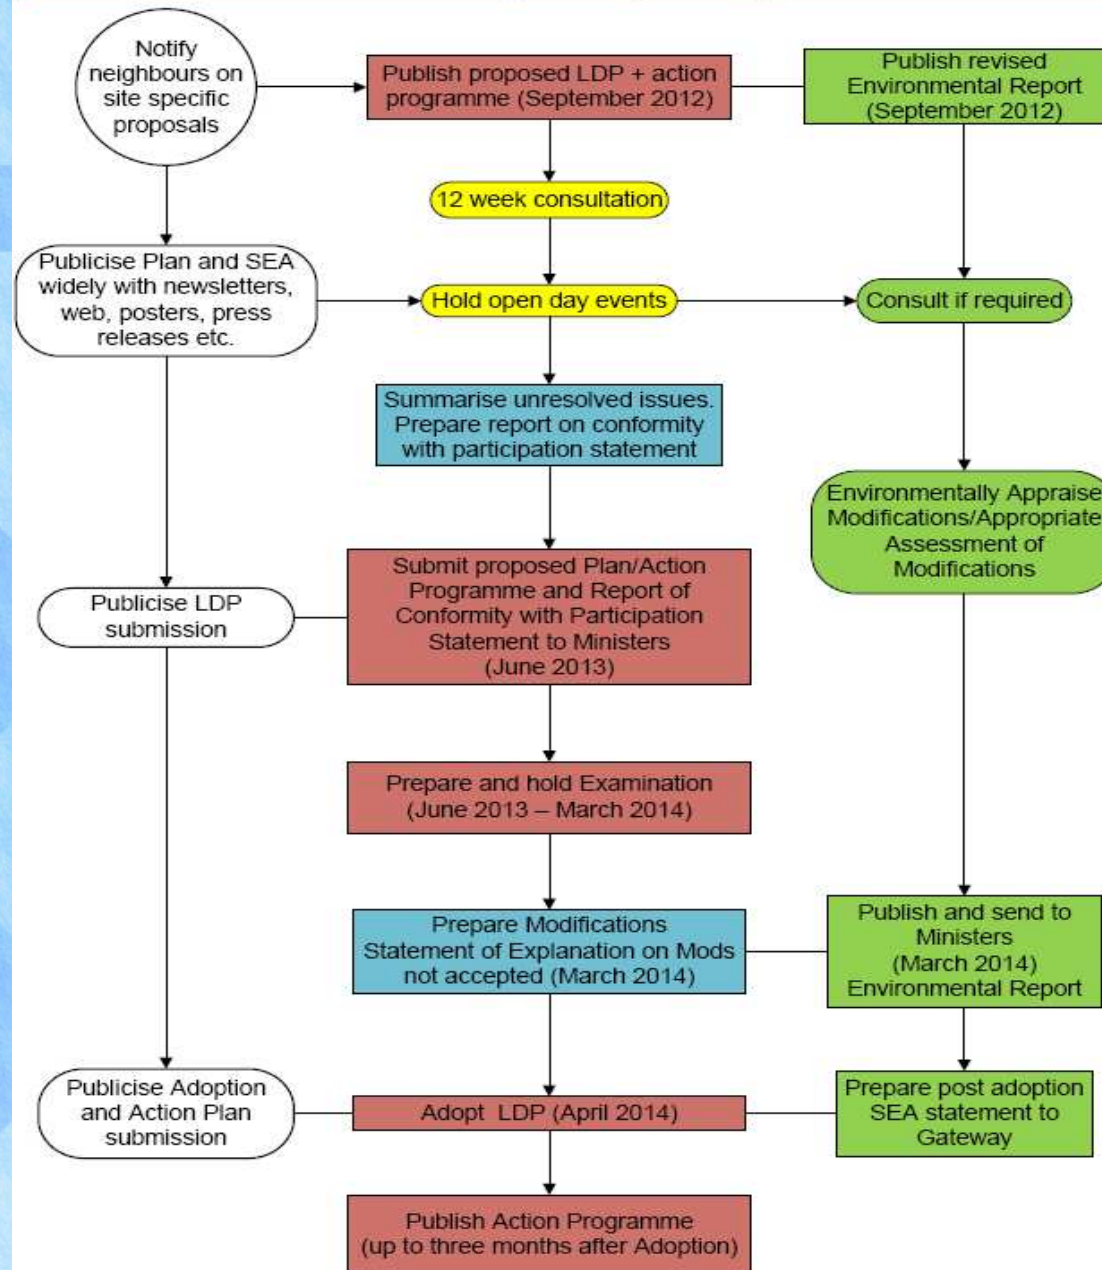 Notify
neighbours on
site specific
proposals
Publish proposed LDP + action
programme (September 2012)
Publish revised
Environmental Report
(September 2012)
12 week consultation
Publicise Plan and SEA
widely with newsletters,
web, posters, press
releases etc.
Hold open day events
Consult if required
Summarise unresolved issues.
Prepare report on conformity
with participation statement
Environmentally Appraise
Modifications/Appropriate
Assessment of
Modifications
Publicise LDP
submission
Submit proposed Plan/Action
Programme and Report of
Conformity with Participation
Statement to Ministers
(June 2013)
Prepare and hold Examination
(June 2013 – March 2014)
Prepare Modifications
Statement of Explanation on Mods
not accepted (March 2014)
Publish and send to
Ministers
(March 2014)
Environmental Report
Publicise Adoption
and Action Plan
submission
Adopt LDP (April 2014)
Prepare post adoption
SEA statement to
Gateway
Publish Action Programme
(up to three months after Adoption)